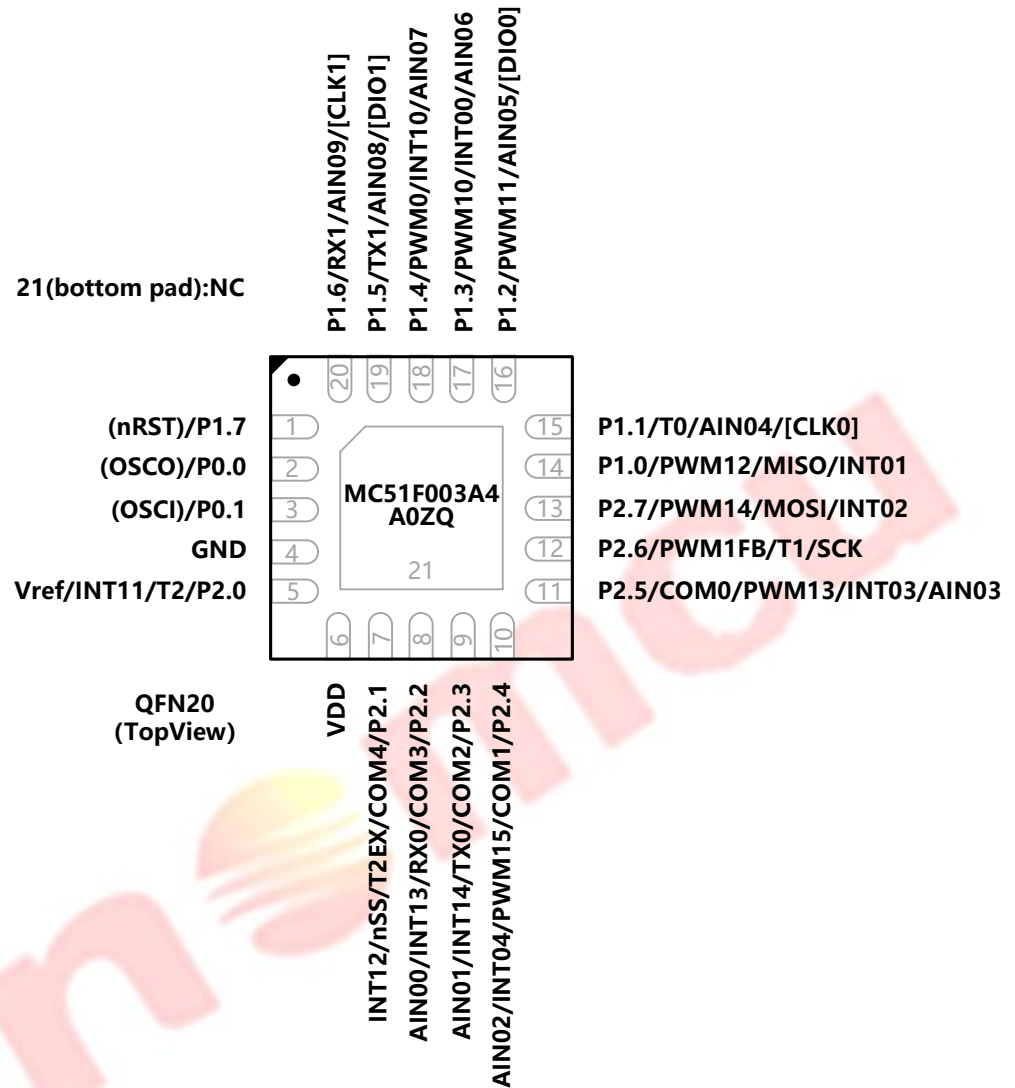 P1.6/RX1/AIN09/[CLK1]
P1.5/TX1/AIN08/[DIO1]
P1.4/PWM0/INT10/AIN07
P1.3/PWM10/INT00/AIN06
P1.2/PWM11/AIN05/[DIO0]
21(bottom pad):NC
20
19
18
17
16
(nRST)/P1.7
1
(OSCO)/P0.0
2
(OSCI)/P0.1
3
GND
4
Vref/INT11/T2/P2.0
5
MC51F003A4
A0ZQ
21
15
P1.1/T0/AIN04/[CLK0]
14
P1.0/PWM12/MISO/INT01
13
P2.7/PWM14/MOSI/INT02
12
P2.6/PWM1FB/T1/SCK
11
P2.5/COM0/PWM13/INT03/AIN03
6
7
8
9
10
QFN20
(TopView)
VDD
INT12/nSS/T2EX/COM4/P2.1
AIN00/INT13/RX0/COM3/P2.2
AIN01/INT14/TX0/COM2/P2.3
AIN02/INT04/PWM15/COM1/P2.4